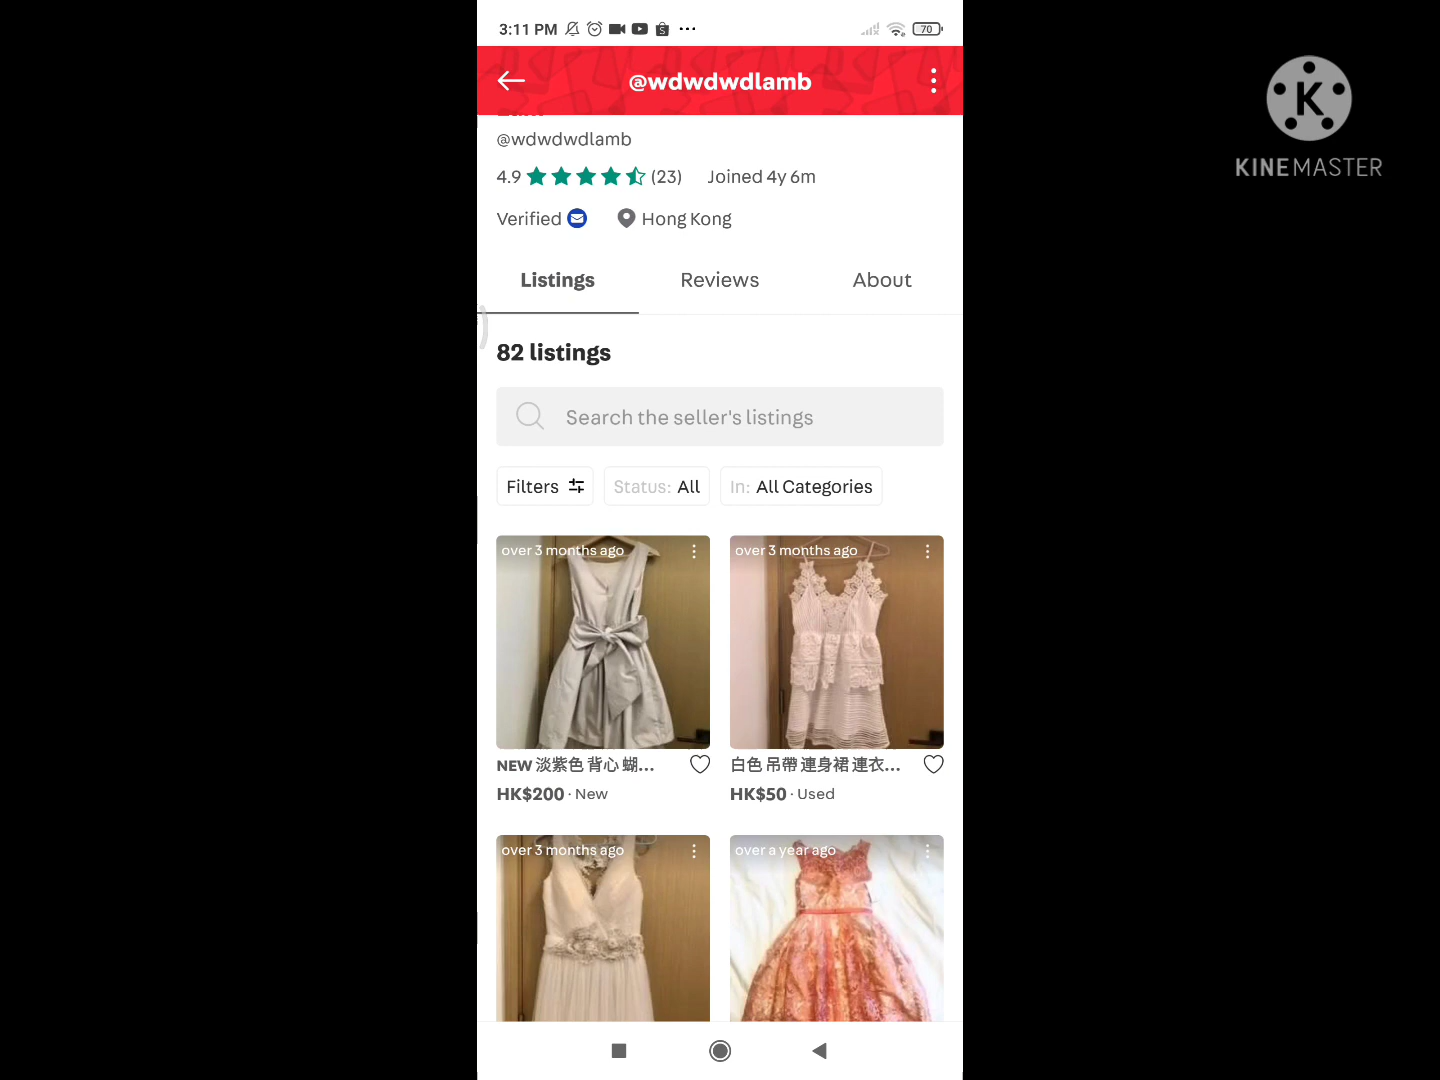 3:11 PM
70
@wdwdwdlamb
@wdwdwdlamb
4.9 (23) Joined 4y 6m
Verified Hong Kong
Listings Reviews About
82 listings
Search the seller's listings
Filters Status: All In: All Categories
over 3 months ago
over 3 months ago
NEW 淡紫色 背心 蝴...
白色 吊帶 連身裙 連衣...
HK$200 · New
HK$50 · Used
over 3 months ago
over a year ago
K
KINEMASTER